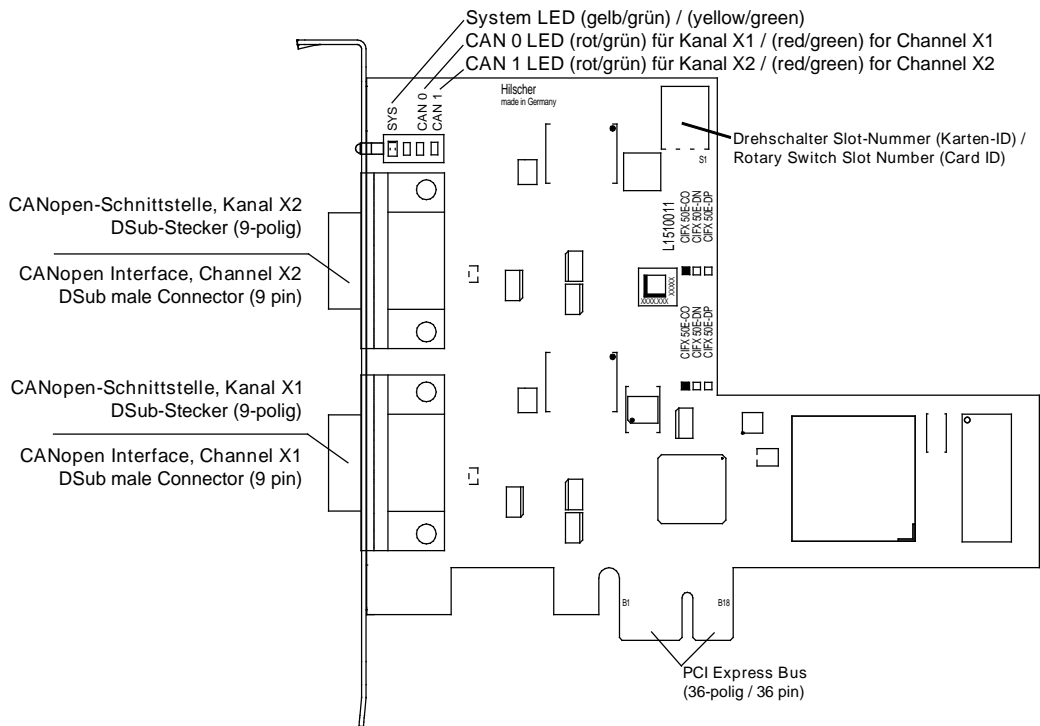 System LED (gelb/grün) / (yellow/green)
CAN 0 LED (rot/grün) für Kanal X1 / (red/green) for Channel X1
CAN 1 LED (rot/grün) für Kanal X2 / (red/green) for Channel X2
SYS
CAN 0
CAN 1
Hilscher
made in Germany
Drehschalter Slot-Nummer (Karten-ID) /
Rotary Switch Slot Number (Card ID)
S1
CANopen-Schnittstelle, Kanal X2
DSub-Stecker (9-polig)
CANopen Interface, Channel X2
DSub male Connector (9 pin)
L1510011
CIFX 50E-CO
CIFX 50E-DN
CIFX 50E-DP
XXXXXXX
XXXXX
CIFX 50E-CO
CIFX 50E-DN
CIFX 50E-DP
CANopen-Schnittstelle, Kanal X1
DSub-Stecker (9-polig)
CANopen Interface, Channel X1
DSub male Connector (9 pin)
B1
B18
PCI Express Bus
(36-polig / 36 pin)